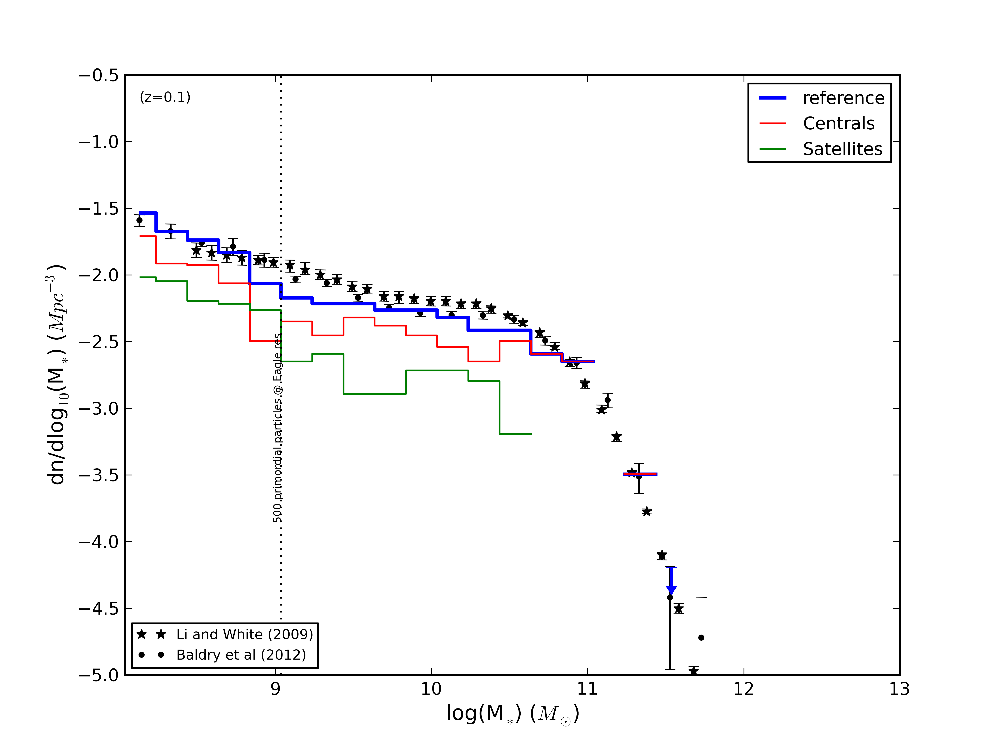 (z=0.1)
reference
Centrals
Satellites
−0.5
−1.0
−1.5
−2.0
−2.5
−3.0
−3.5
−4.0
−4.5
−5.0
dn/dlog₁₀(M*) (Mpc⁻³)
500 primordial particles @ Eagle res
Li and White (2009)
Baldry et al (2012)
9
10
11
12
13
log(M*) (M⊙)